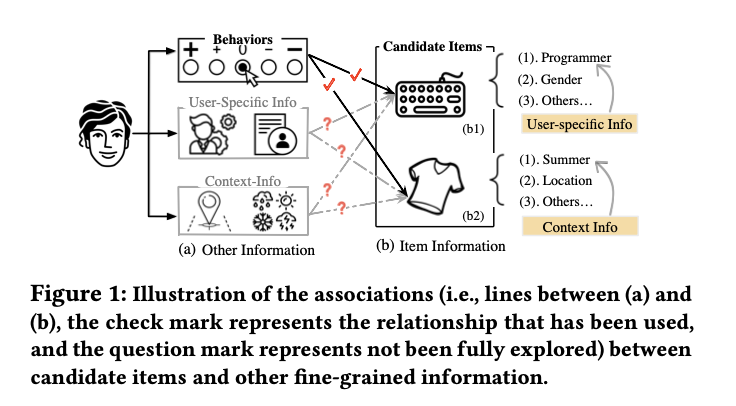 Behaviors
+ + 0 - -
User-Specific Info
Context-Info
(a) Other Information
? ? ? ?
Candidate Items
(b1)
(b2)
(b) Item Information
(1). Programmer
(2). Gender
(3). Others...
User-specific Info
(1). Summer
(2). Location
(3). Others...
Context Info
Figure 1: Illustration of the associations (i.e., lines between (a) and
(b), the check mark represents the relationship that has been used,
and the question mark represents not been fully explored) between
candidate items and other fine-grained information.